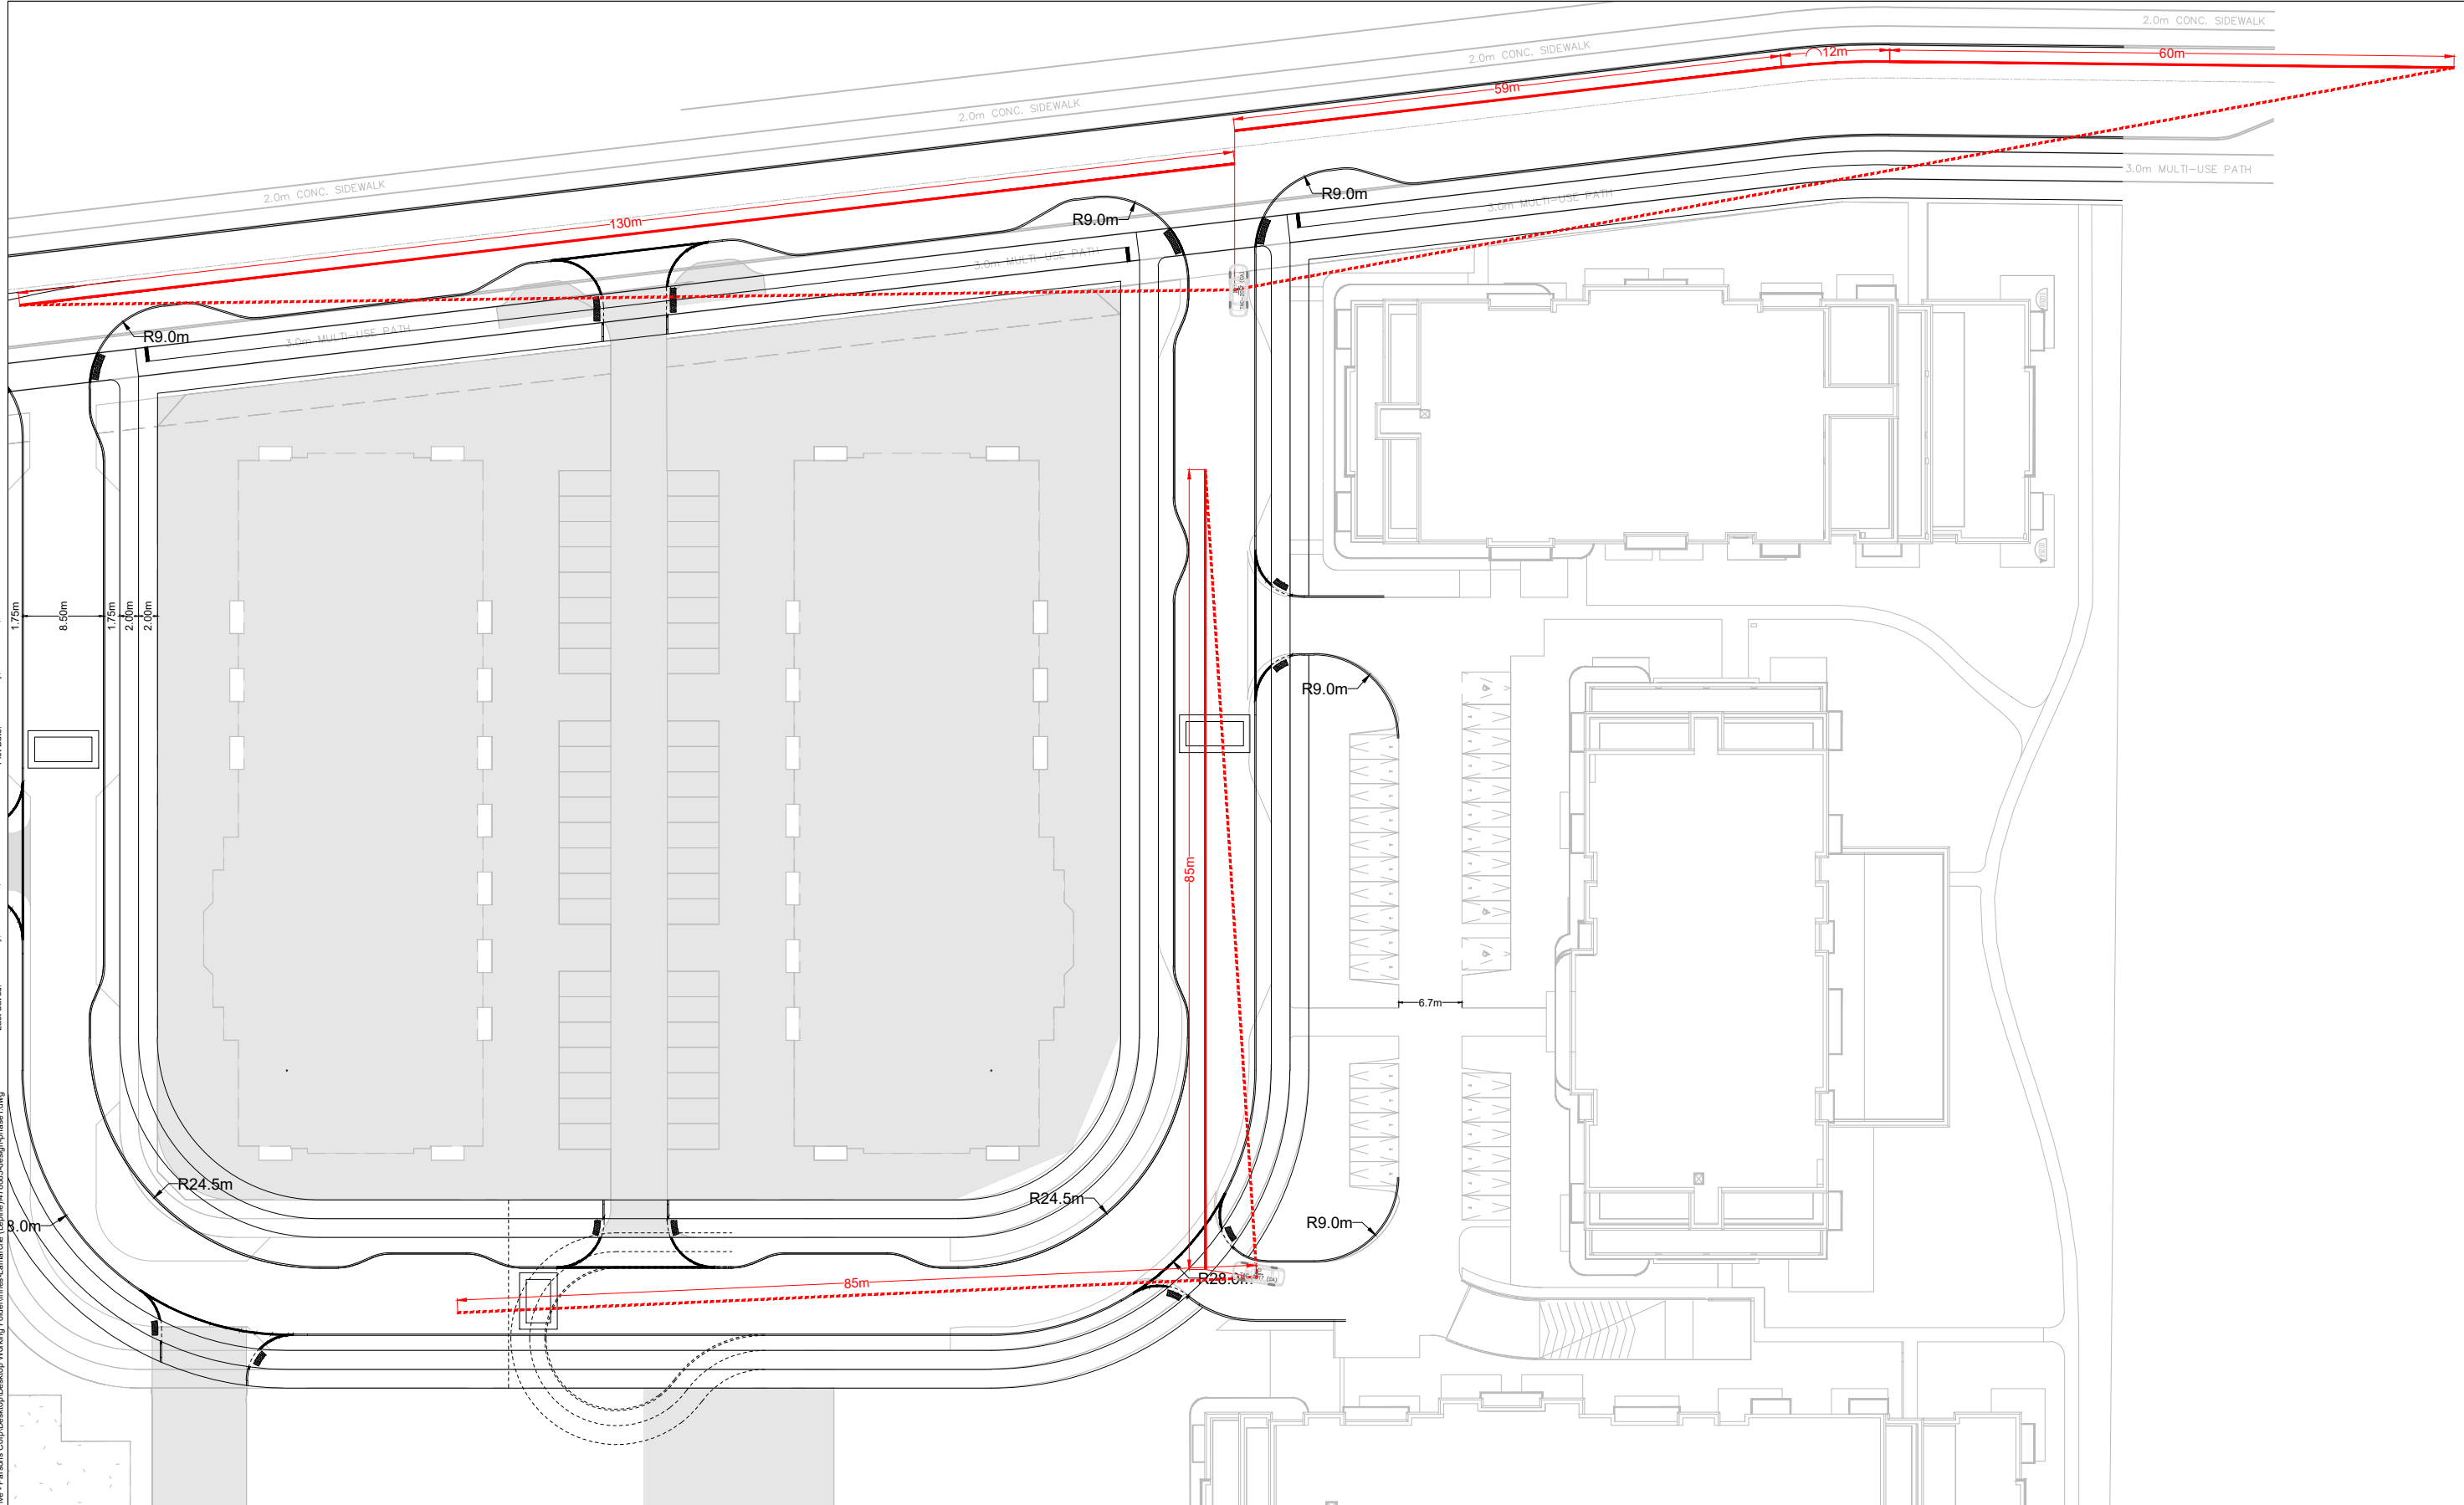 2.0m CONC. SIDEWALK
12m
60m
2.0m CONC. SIDEWALK
59m
2.0m CONC. SIDEWALK
3.0m MULTI-USE PATH
2.0m CONC. SIDEWALK
R9.0m
3.0m MULTI-USE PATH
R9.0m
130m
3.0m MULTI-USE PATH
R9.0m
3.0m MULTI-USE PATH
1.75m
8.50m
1.75m
2.00m
2.00m
R9.0m
85m
6.7m
R24.5m
R24.5m
R9.0m
R28.0m
85m